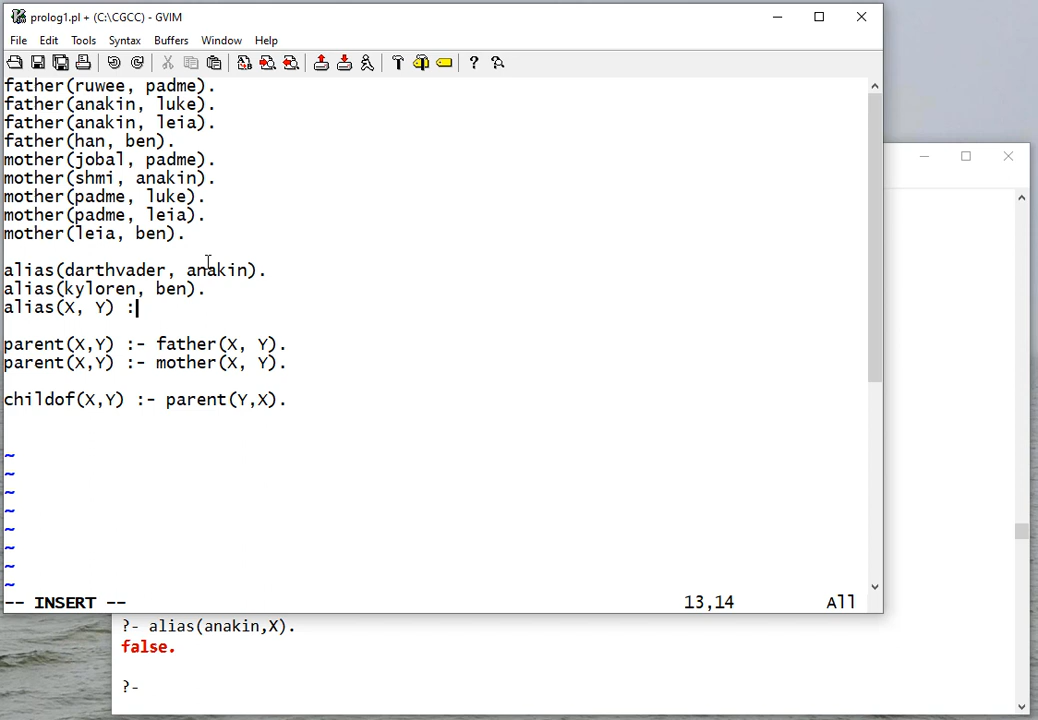 prolog1.pl + (C:\CGCC) - GVIM
File Edit Tools Syntax Buffers Window Help
father(ruwee, padme).
father(anakin, luke).
father(anakin, leia).
father(han, ben).
mother(jobal, padme).
mother(shmi, anakin).
mother(padme, luke).
mother(padme, leia).
mother(leia, ben).
alias(darthvader, anakin).
alias(kyloren, ben).
alias(X, Y) :
parent(X,Y) :- father(X, Y).
parent(X,Y) :- mother(X, Y).
childof(X,Y) :- parent(Y,X).
~
~
~
~
~
~
~
~
-- INSERT -- 13,14 All
?- alias(anakin,X).
false.
?-